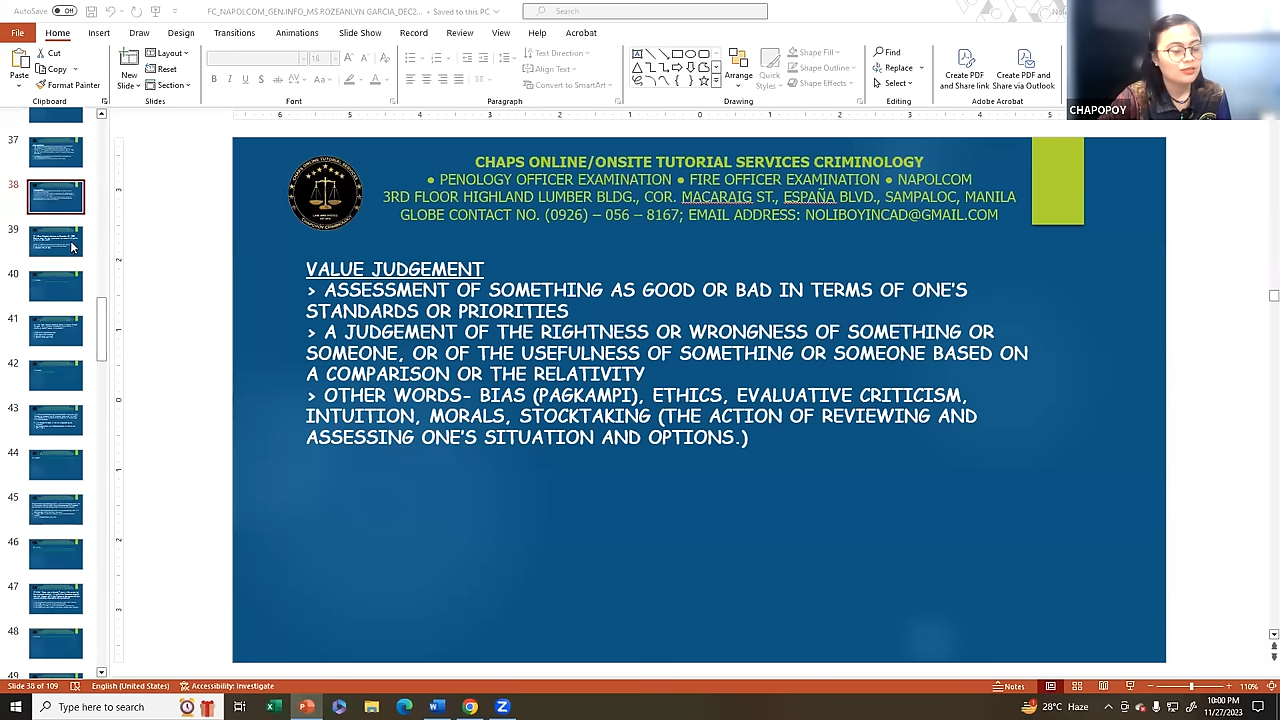 AutoSave Off FC_NAPOLCOM_GEN.INFO_MS.ROZEANLYN GARCIA_DEC2... • Saved to this PC Search
File Home Insert Draw Design Transitions Animations Slide Show Record Review View Help Acrobat
Cut Layout 18 Text Direction Shape Fill Find
Copy Reset Align Text Shape Outline Replace
Paste Format Painter New Slide Section Convert to SmartArt Arrange Quick Styles Shape Effects Select Create PDF and Share link Create PDF and Share via Outlook
Clipboard Slides Font Paragraph Drawing Editing Adobe Acrobat
CHAPOPOY
37
38
39
40
41
42
43
44
45
46
47
48
49
CHAPS ONLINE/ONSITE TUTORIAL SERVICES CRIMINOLOGY
● PENOLOGY OFFICER EXAMINATION ● FIRE OFFICER EXAMINATION ● NAPOLCOM
3RD FLOOR HIGHLAND LUMBER BLDG., COR. MACARAIG ST., ESPAÑA BLVD., SAMPALOC, MANILA
GLOBE CONTACT NO. (0926) – 056 – 8167; EMAIL ADDRESS: NOLIBOYINCAD@GMAIL.COM
VALUE JUDGEMENT
> ASSESSMENT OF SOMETHING AS GOOD OR BAD IN TERMS OF ONE'S
STANDARDS OR PRIORITIES
A JUDGEMENT OF THE RIGHTNESS OR WRONGNESS OF SOMETHING OR
SOMEONE, OR OF THE USEFULNESS OF SOMETHING OR SOMEONE BASED ON
A COMPARISON OR THE RELATIVITY
> OTHER WORDS- BIAS (PAGKAMPI), ETHICS, EVALUATIVE CRITICISM,
INTUITION, MORALS, STOCKTAKING (THE ACTION OF REVIEWING AND
ASSESSING ONE'S SITUATION AND OPTIONS.)
Slide 38 of 109 English (United States) Accessibility: Investigate Notes 110%
Type here to search 28°C Haze 10:00 PM
11/27/2023